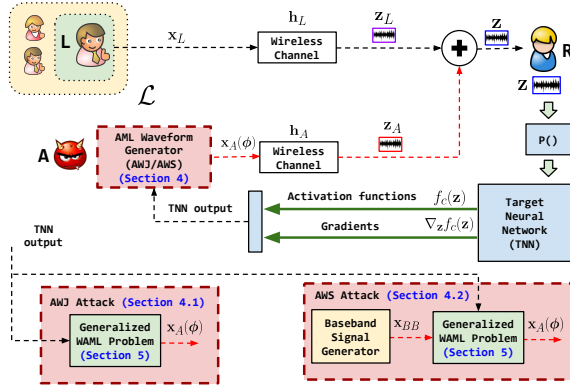 L
x_L
h_L
Wireless
Channel
z_L
z
R
z
ℒ
P()
A
AML Waveform
Generator
(AWJ/AWS)
(Section 4)
x_A(ϕ)
h_A
Wireless
Channel
z_A
TNN output
Activation functions f_c(z)
Gradients ∇_z f_c(z)
Target
Neural
Network
(TNN)
TNN
output
AWJ Attack (Section 4.1)
Generalized
WAML Problem
(Section 5)
x_A(ϕ)
AWS Attack (Section 4.2)
Baseband
Signal
Generator
x_BB
Generalized
WAML Problem
(Section 5)
x_A(ϕ)